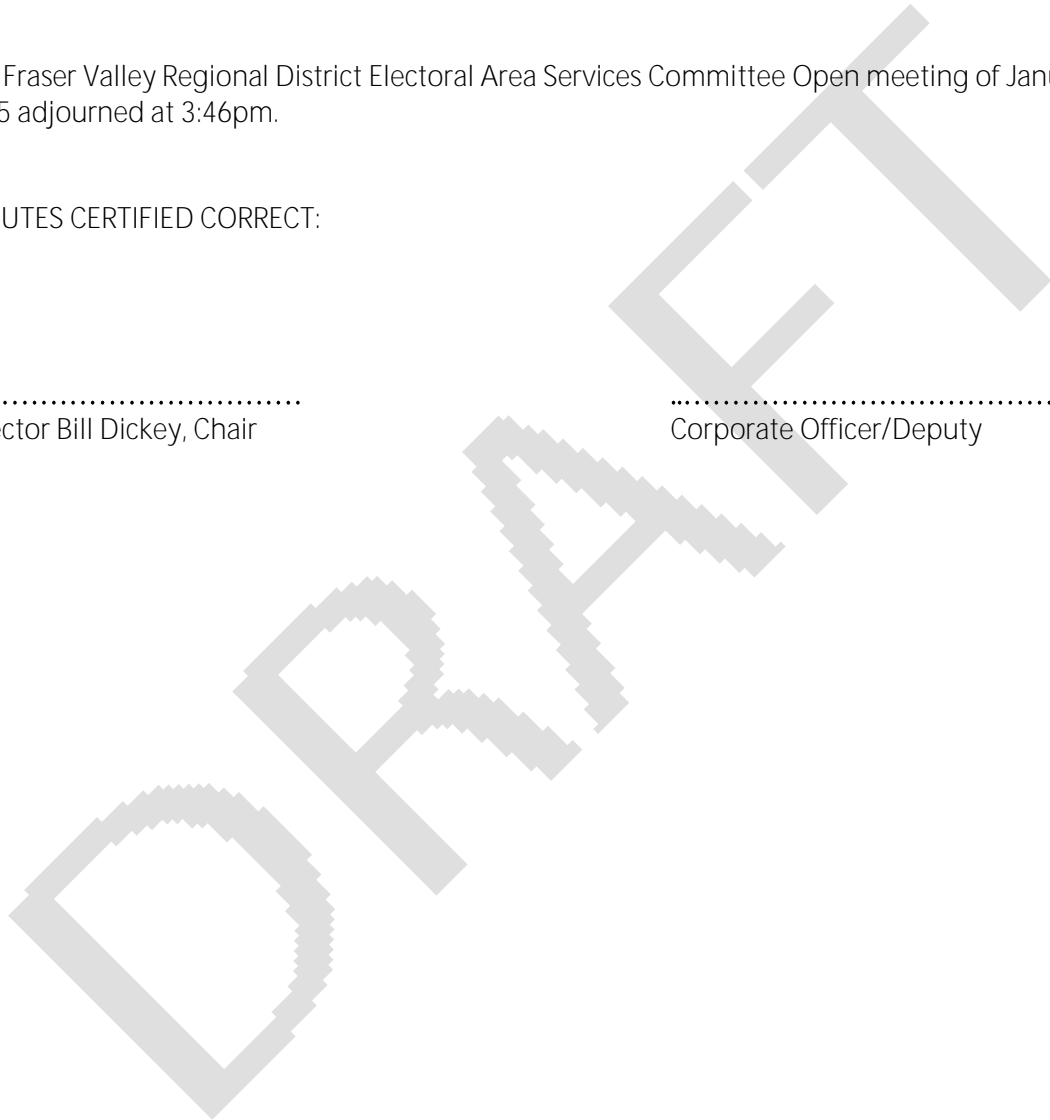 Fraser Valley Regional District Electoral Area Services Committee Open meeting of Janu
5 adjourned at 3:46pm.
UTES CERTIFIED CORRECT:
..............................
ctor Bill Dickey, Chair
.....................................
Corporate Officer/Deputy
DRAFT